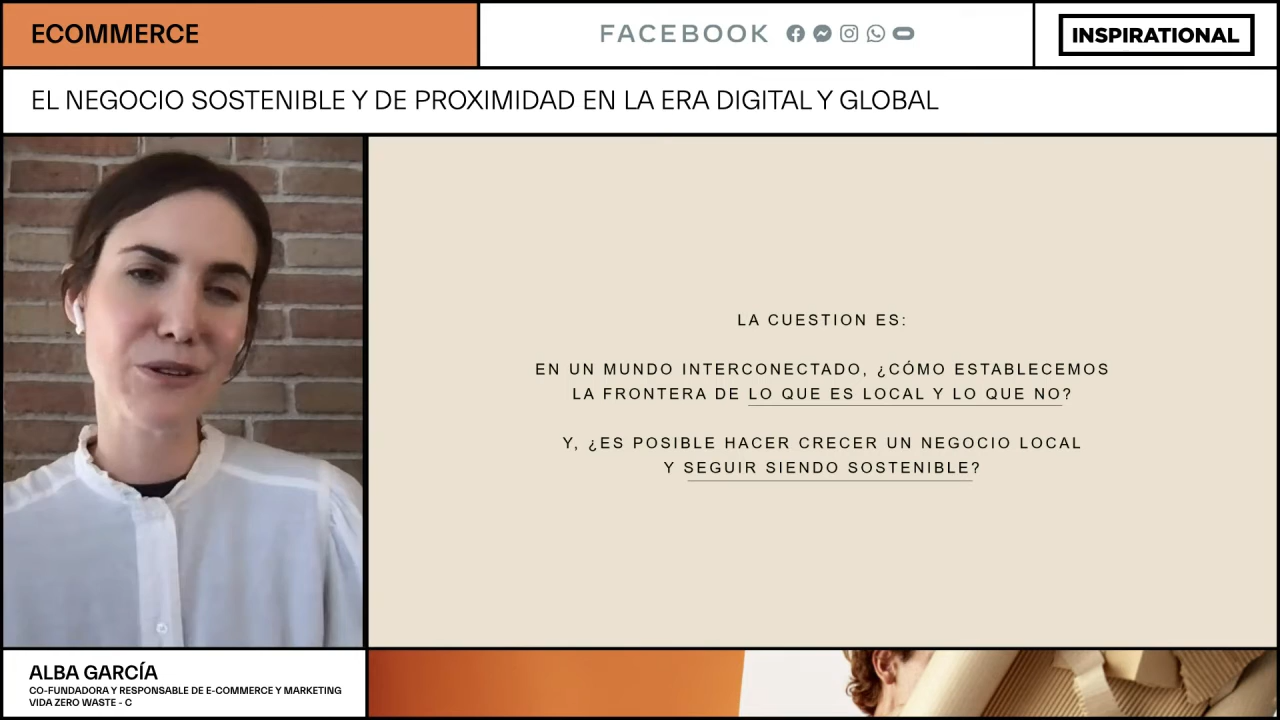 ECOMMERCE
FACEBOOK
INSPIRATIONAL
EL NEGOCIO SOSTENIBLE Y DE PROXIMIDAD EN LA ERA DIGITAL Y GLOBAL
LA CUESTION ES:
EN UN MUNDO INTERCONECTADO, ¿CÓMO ESTABLECEMOS
LA FRONTERA DE LO QUE ES LOCAL Y LO QUE NO?
Y, ¿ES POSIBLE HACER CRECER UN NEGOCIO LOCAL
Y SEGUIR SIENDO SOSTENIBLE?
ALBA GARCÍA
CO-FUNDADORA Y RESPONSABLE DE E-COMMERCE Y MARKETING
VIDA ZERO WASTE - C